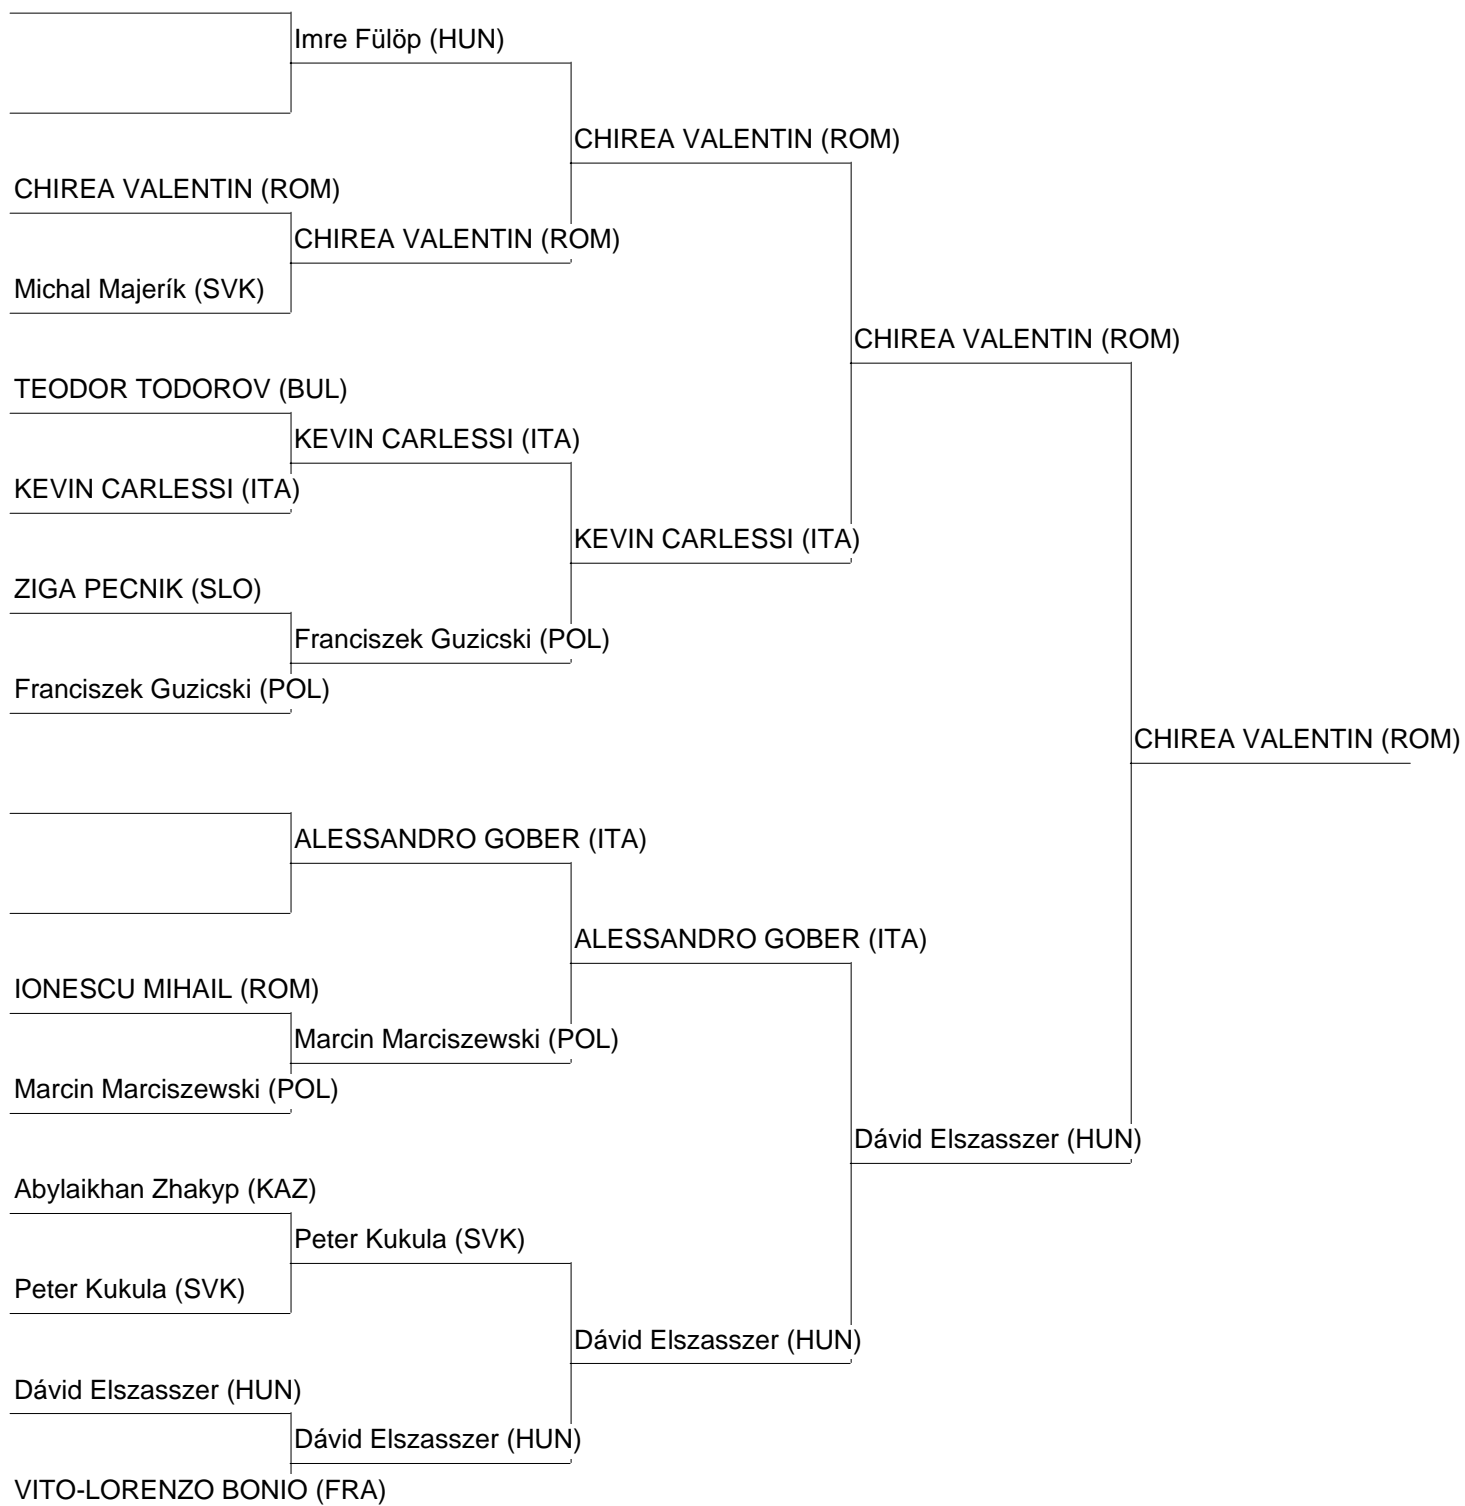 Imre Fülöp (HUN)
CHIREA VALENTIN (ROM)
CHIREA VALENTIN (ROM)
CHIREA VALENTIN (ROM)
Michal Majerík (SVK)
CHIREA VALENTIN (ROM)
TEODOR TODOROV (BUL)
KEVIN CARLESSI (ITA)
KEVIN CARLESSI (ITA)
KEVIN CARLESSI (ITA)
ZIGA PECNIK (SLO)
Franciszek Guzicski (POL)
Franciszek Guzicski (POL)
CHIREA VALENTIN (ROM)
ALESSANDRO GOBER (ITA)
ALESSANDRO GOBER (ITA)
IONESCU MIHAIL (ROM)
Marcin Marciszewski (POL)
Marcin Marciszewski (POL)
Dávid Elszasszer (HUN)
Abylaikhan Zhakyp (KAZ)
Peter Kukula (SVK)
Peter Kukula (SVK)
Dávid Elszasszer (HUN)
Dávid Elszasszer (HUN)
Dávid Elszasszer (HUN)
VITO-LORENZO BONIO (FRA)